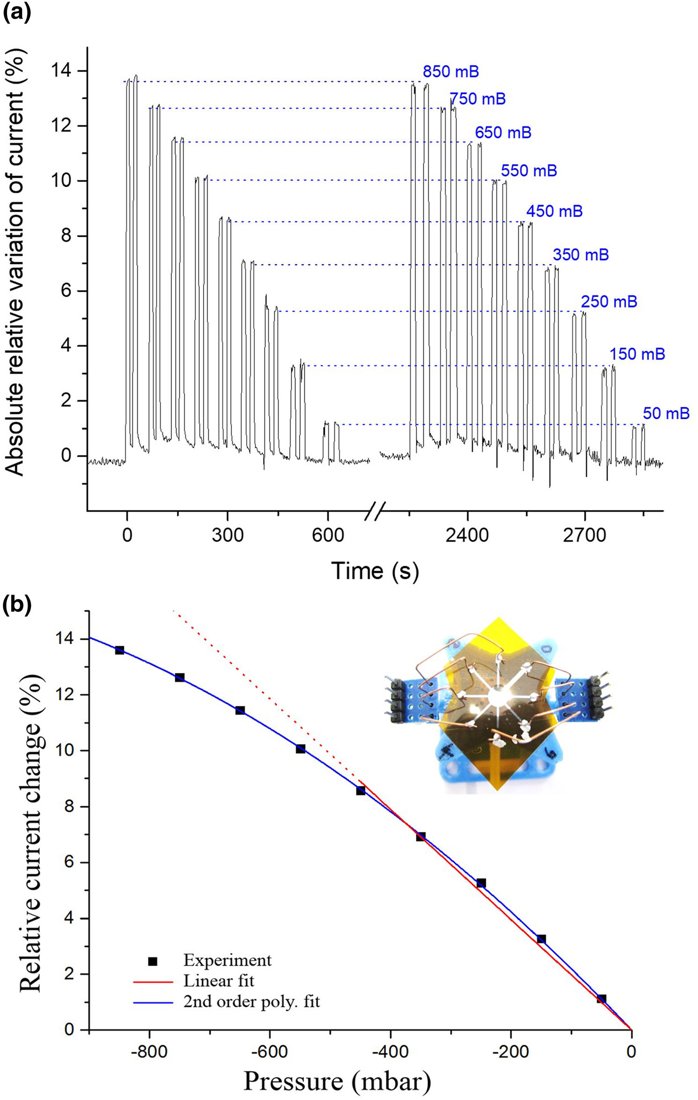 (a)
Absolute relative variation of current (%)
14
12
10
8
6
4
2
0
850 mB
750 mB
650 mB
550 mB
450 mB
350 mB
250 mB
150 mB
50 mB
0 300 600 2400 2700
Time (s)
(b)
Relative current change (%)
14
12
10
8
6
4
2
0
Experiment
Linear fit
2nd order poly. fit
-800 -600 -400 -200 0
Pressure (mbar)